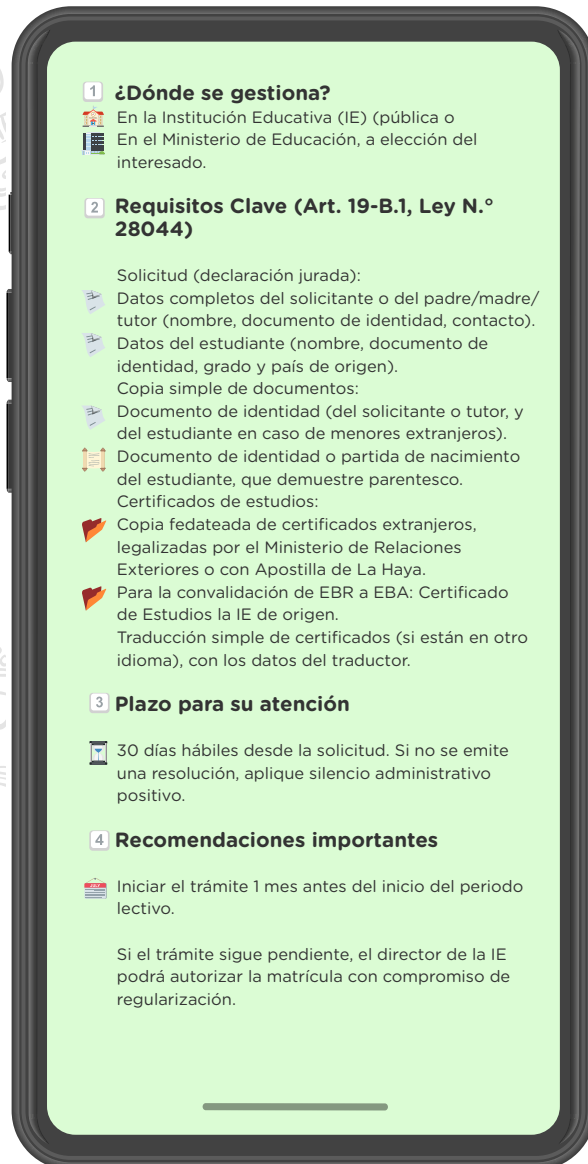 1 ¿Dónde se gestiona?
En la Institución Educativa (IE) (pública o
En el Ministerio de Educación, a elección del
interesado.
2 Requisitos Clave (Art. 19-B.1, Ley N.°
28044)
Solicitud (declaración jurada):
Datos completos del solicitante o del padre/madre/
tutor (nombre, documento de identidad, contacto).
Datos del estudiante (nombre, documento de
identidad, grado y país de origen).
Copia simple de documentos:
Documento de identidad (del solicitante o tutor, y
del estudiante en caso de menores extranjeros).
Documento de identidad o partida de nacimiento
del estudiante, que demuestre parentesco.
Certificados de estudios:
Copia fedateada de certificados extranjeros,
legalizadas por el Ministerio de Relaciones
Exteriores o con Apostilla de La Haya.
Para la convalidación de EBR a EBA: Certificado
de Estudios la IE de origen.
Traducción simple de certificados (si están en otro
idioma), con los datos del traductor.
3 Plazo para su atención
30 días hábiles desde la solicitud. Si no se emite
una resolución, aplique silencio administrativo
positivo.
4 Recomendaciones importantes
Iniciar el trámite 1 mes antes del inicio del periodo
lectivo.
Si el trámite sigue pendiente, el director de la IE
podrá autorizar la matrícula con compromiso de
regularización.